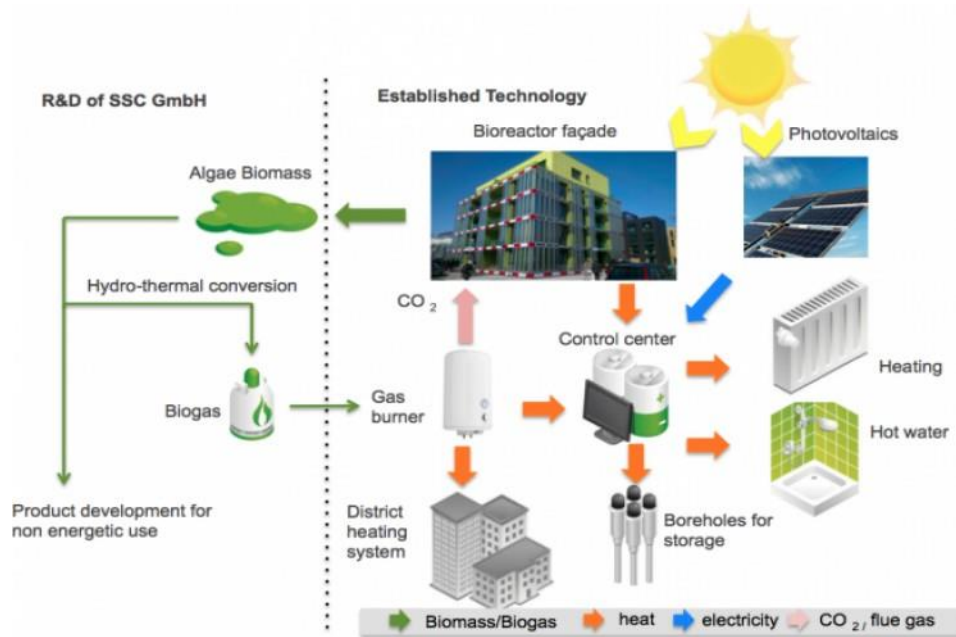 R&D of SSC GmbH
Established Technology
Bioreactor façade
Photovoltaics
Algae Biomass
Hydro-thermal conversion
CO 2
Control center
Heating
Biogas
Gas
burner
Hot water
Product development for
non energetic use
District
heating
system
Boreholes for
storage
Biomass/Biogas
heat
electricity
CO 2 / flue gas